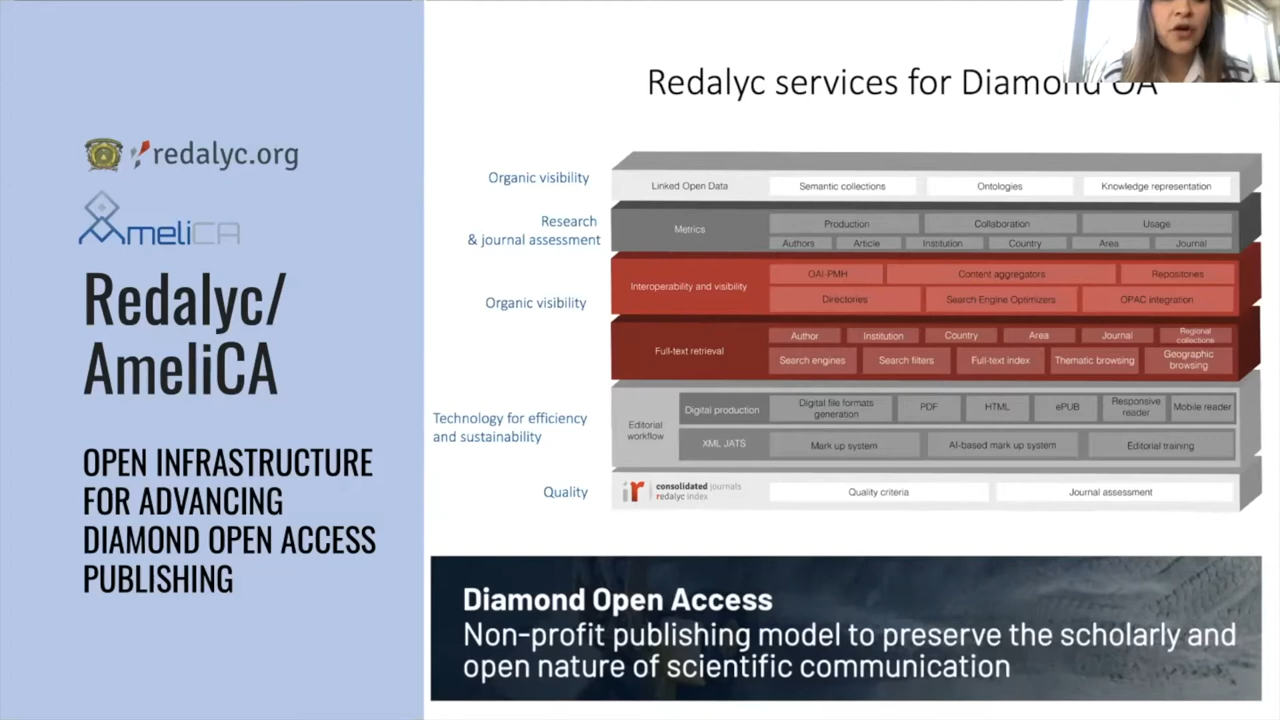 redalyc.org
AmeliCA
Redalyc/
AmeliCA
OPEN INFRASTRUCTURE
FOR ADVANCING
DIAMOND OPEN ACCESS
PUBLISHING
Redalyc services for Diamond OA
Organic visibility
Linked Open Data
Semantic collections
Ontologies
Knowledge representation
Research
& journal assessment
Metrics
Production
Collaboration
Usage
Authors
Article
Institution
Country
Area
Journal
Organic visibility
Interoperability and visibility
OAI-PMH
Content aggregators
Repositories
Directories
Search Engine Optimizers
OPAC integration
Full-text retrieval
Author
Institution
Country
Area
Journal
Regional
collections
Search engines
Search filters
Full-text index
Thematic browsing
Geographic
browsing
Technology for efficiency
and sustainability
Editorial
workflow
Digital production
Digital file formats
generation
PDF
HTML
ePUB
Responsive
reader
Mobile reader
XML JATS
Mark up system
AI-based mark up system
Editorial training
Quality
ir
consolidated journals
redalyc index
Quality criteria
Journal assessment
Diamond Open Access
Non-profit publishing model to preserve the scholarly and
open nature of scientific communication